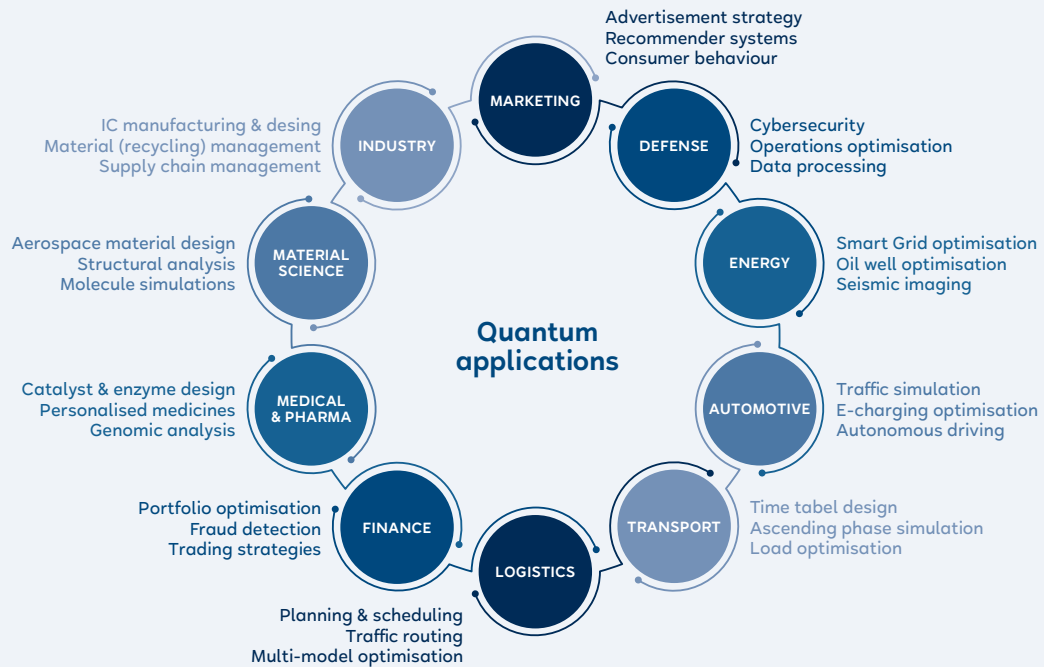 Quantum
applications
MARKETING
Advertisement strategy
Recommender systems
Consumer behaviour
DEFENSE
Cybersecurity
Operations optimisation
Data processing
ENERGY
Smart Grid optimisation
Oil well optimisation
Seismic imaging
AUTOMOTIVE
Traffic simulation
E-charging optimisation
Autonomous driving
TRANSPORT
Time tabel design
Ascending phase simulation
Load optimisation
LOGISTICS
Planning & scheduling
Traffic routing
Multi-model optimisation
FINANCE
Portfolio optimisation
Fraud detection
Trading strategies
MEDICAL
& PHARMA
Catalyst & enzyme design
Personalised medicines
Genomic analysis
MATERIAL
SCIENCE
Aerospace material design
Structural analysis
Molecule simulations
INDUSTRY
IC manufacturing & desing
Material (recycling) management
Supply chain management